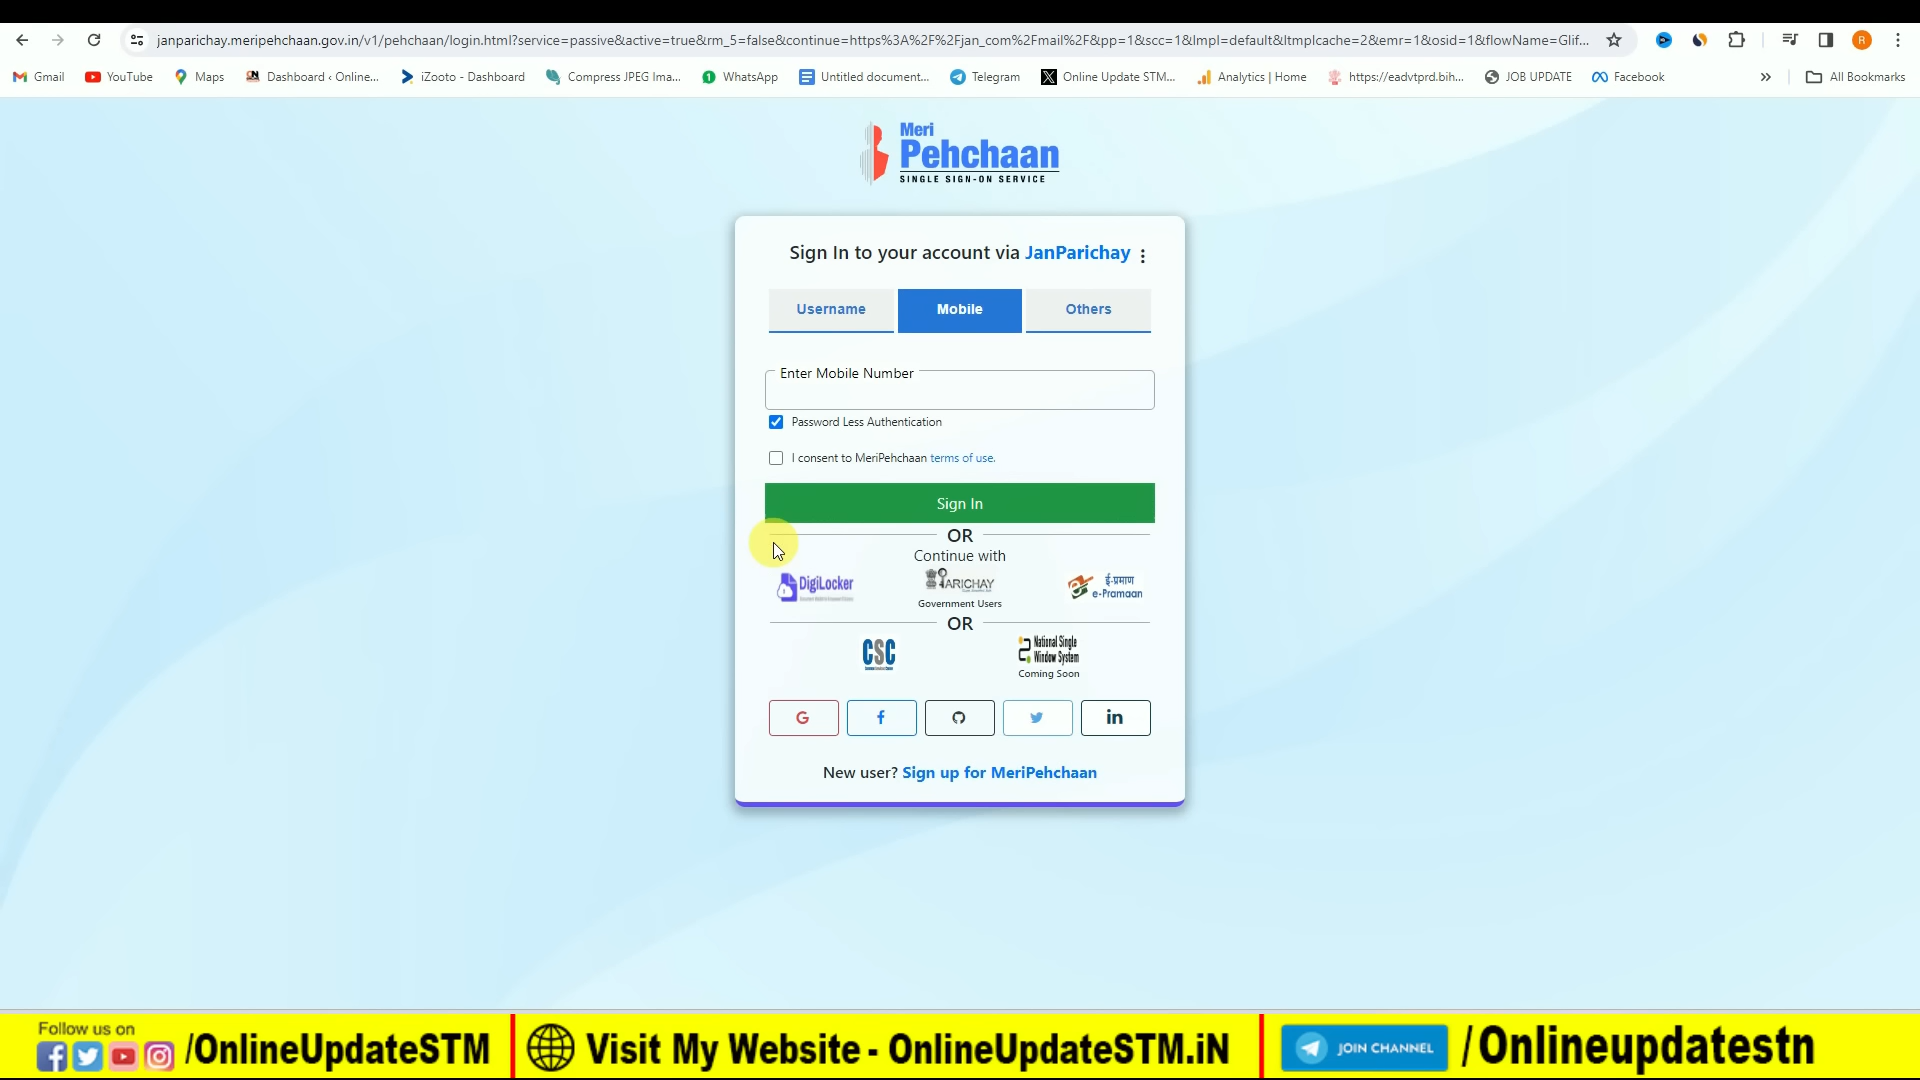 janparichay.meripehchaan.gov.in/v1/pehchaan/login.html?service=passive&active=true&rm_5=false&continue=https%3A%2F%2Fjan_com%2Fmail%2F&pp=1&scc=1&lmpl=default&ltmplcache=2&emr=1&osid=1&flowName=Glif...
R
Gmail YouTube Maps Dashboard ‹ Online... iZooto - Dashboard Compress JPEG Ima... WhatsApp Untitled document... Telegram Online Update STM... Analytics | Home https://eadvtprd.bih... JOB UPDATE Facebook » All Bookmarks
Meri
Pehchaan
SINGLE SIGN-ON SERVICE
Sign In to your account via JanParichay
Username Mobile Others
Enter Mobile Number
Password Less Authentication
I consent to MeriPehchaan terms of use.
Sign In
OR
Continue with
DigiLocker
ARICHAY
Government Users
ई-प्रमाण
e-Pramaan
OR
CSC
National Single
Window System
Coming Soon
G f in
New user? Sign up for MeriPehchaan
Follow us on
/OnlineUpdateSTM
Visit My Website - OnlineUpdateSTM.iN
JOIN CHANNEL
/Onlineupdatestn